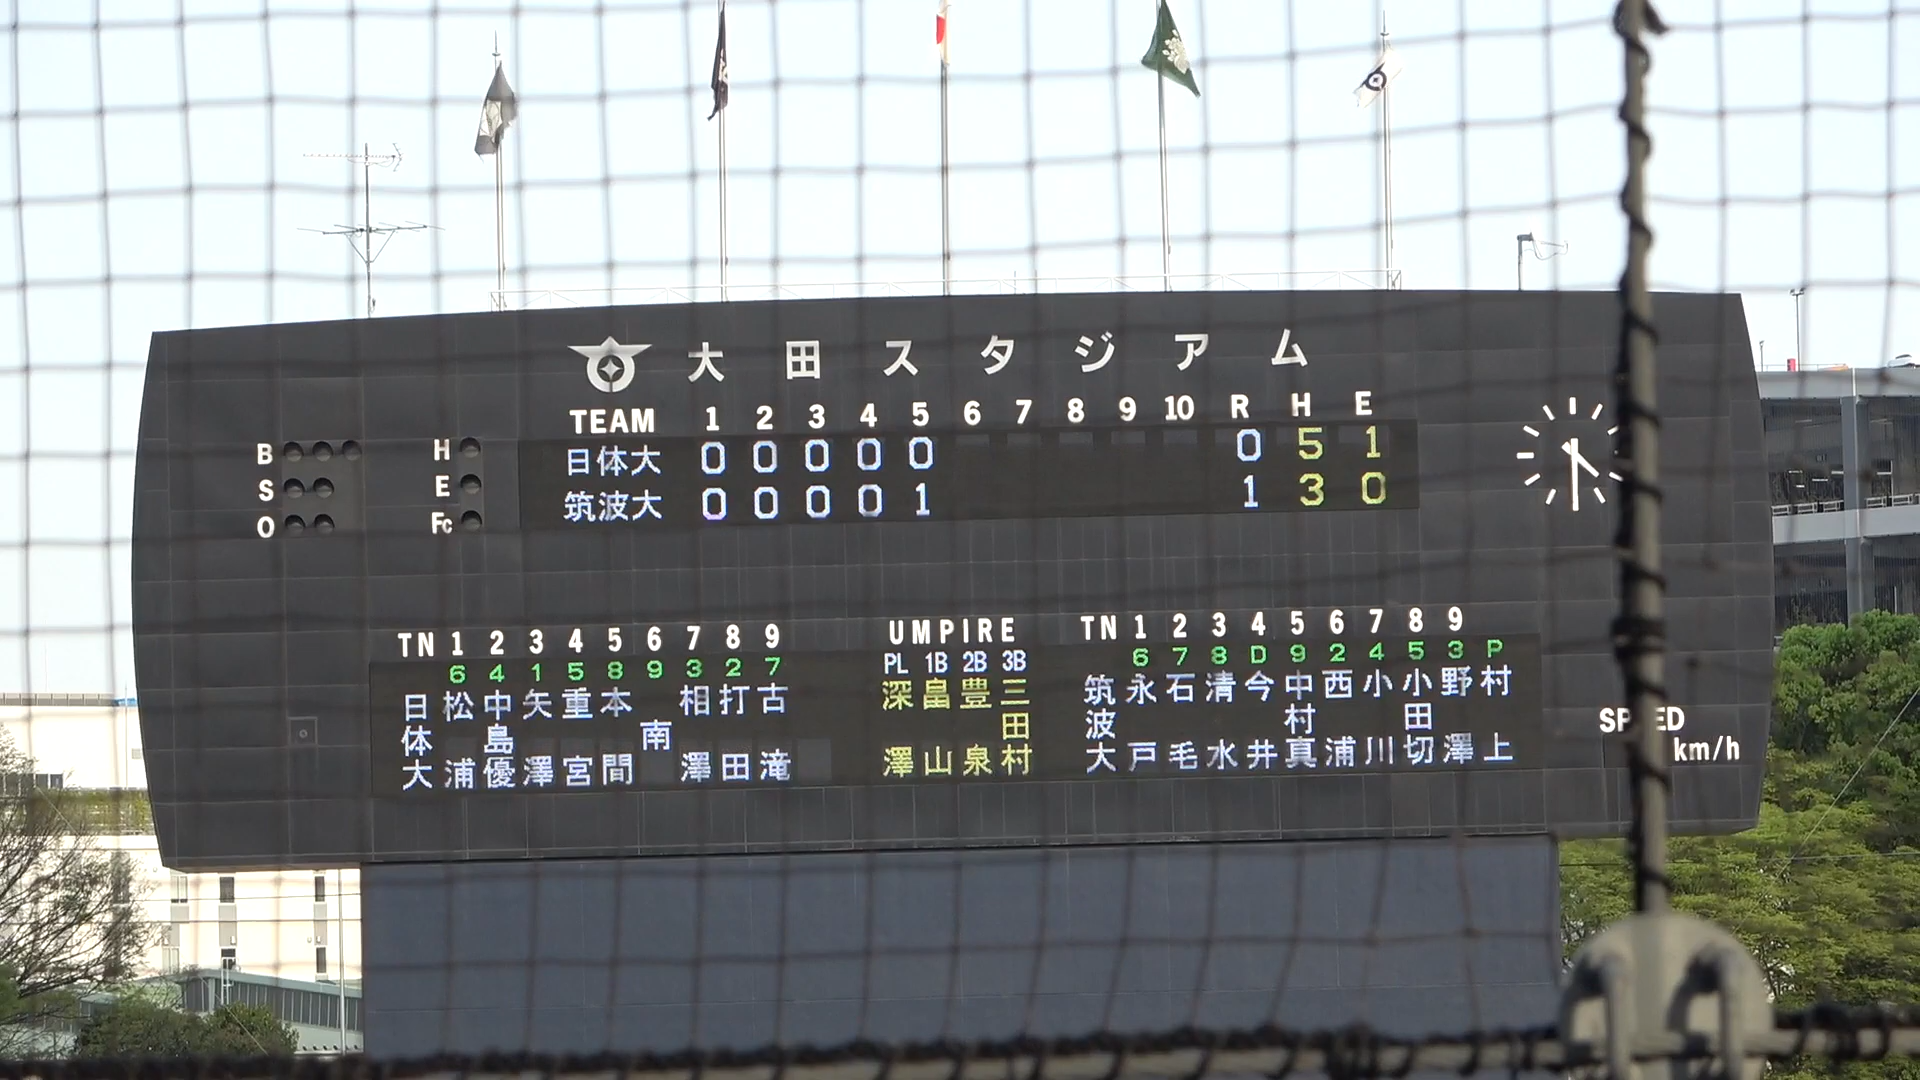 大田スタジアム
TEAM 1 2 3 4 5 6 7 8 9 10 R H E
日体大 0 0 0 0 0 0 5 1
筑波大 0 0 0 0 1 1 3 0
B H
S E
O Fc
TN 1 2 3 4 5 6 7 8 9
6 4 1 5 8 9 3 2 7
日体大 松浦 中島優 矢澤 重宮 本間 南 相澤 打田 古滝
UMPIRE
PL 1B 2B 3B
深澤 畠山 豊泉 三田村
TN 1 2 3 4 5 6 7 8 9
6 7 8 D 9 2 4 5 3 P
筑波大 永戸 石毛 清水 今井 中村真 西浦 小川 小田切 野澤 村上
SPEED
km/h